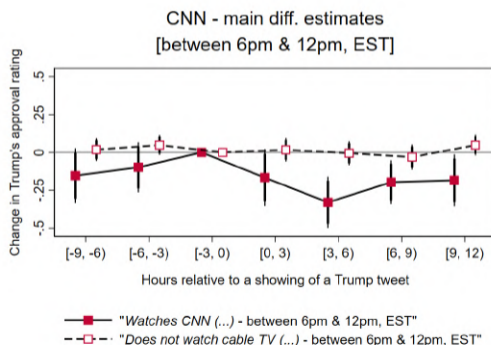 CNN - main diff. estimates
[between 6pm & 12pm, EST]
Change in Trump's approval rating
.5
.25
0
-.25
-.5
[-9, -6) [-6, -3) [-3, 0) [0, 3) [3, 6) [6, 9) [9, 12)
Hours relative to a showing of a Trump tweet
"Watches CNN (...) - between 6pm & 12pm, EST"
"Does not watch cable TV (...) - between 6pm & 12pm, EST"